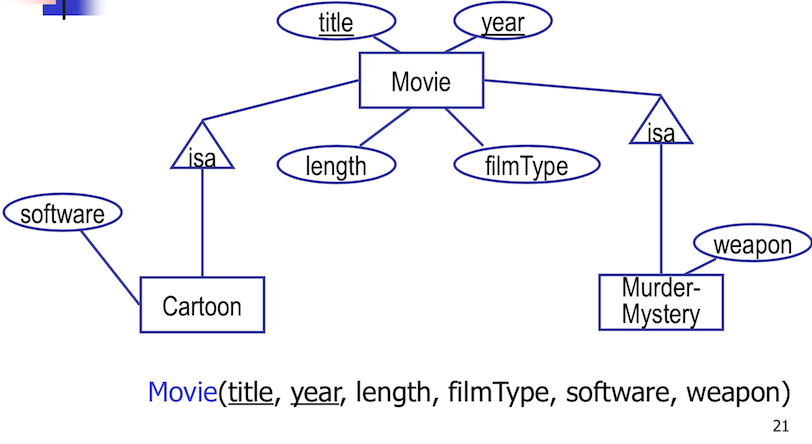 title
year
Movie
isa
isa
length
filmType
software
weapon
Cartoon
Murder-
Mystery
Movie(title, year, length, filmType, software, weapon)
21